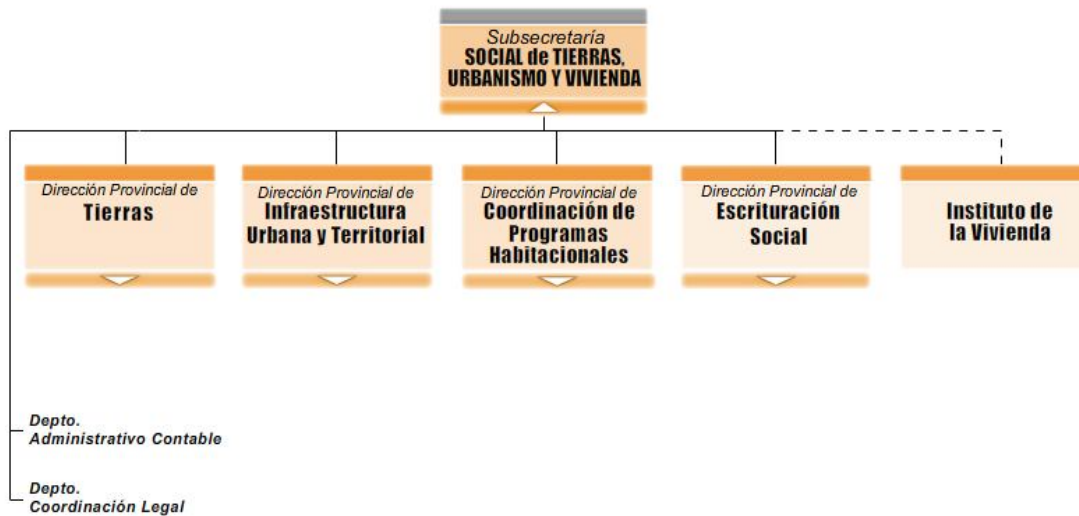 Subsecretaría
SOCIAL de TIERRAS,
URBANISMO Y VIVIENDA
Dirección Provincial de
Tierras
Dirección Provincial de
Infraestructura
Urbana y Territorial
Dirección Provincial de
Coordinación de
Programas
Habitacionales
Dirección Provincial de
Escrituración
Social
Instituto de
la Vivienda
Depto.
Administrativo Contable
Depto.
Coordinación Legal